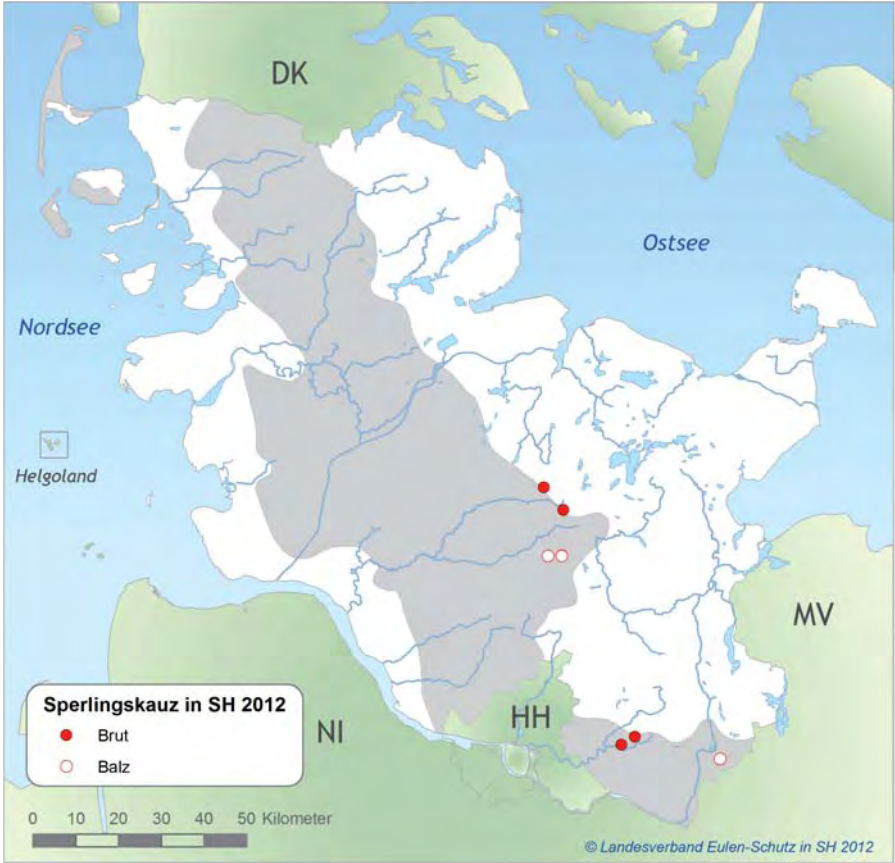 DK
Ostsee
Nordsee
Helgoland
MV
HH
NI
Sperlingskauz in SH 2012
Brut
Balz
0 10 20 30 40 50 Kilometer
© Landesverband Eulen-Schutz in SH 2012